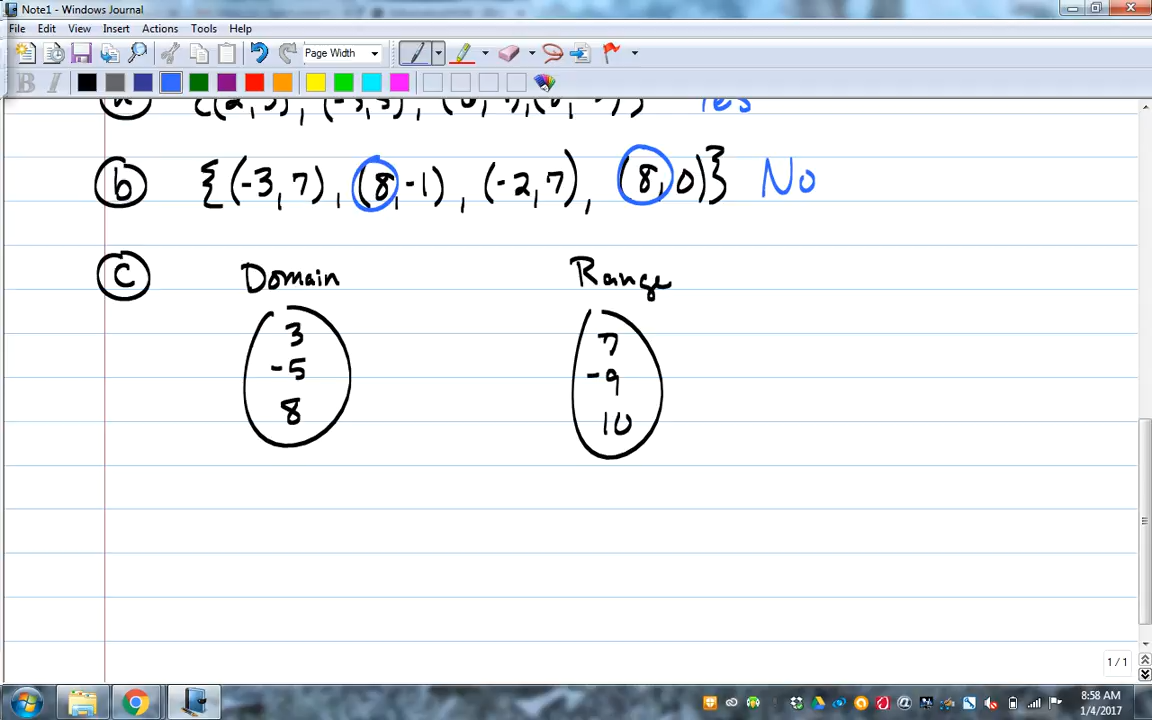 Note1 - Windows Journal
File Edit View Insert Actions Tools Help
Page Width
B I
Yes
b {(-3,7), (8,-1), (-2,7), (8,0)} No
c Domain Range
3 7
-5 -9
8 10
1/1
8:58 AM
1/4/2017